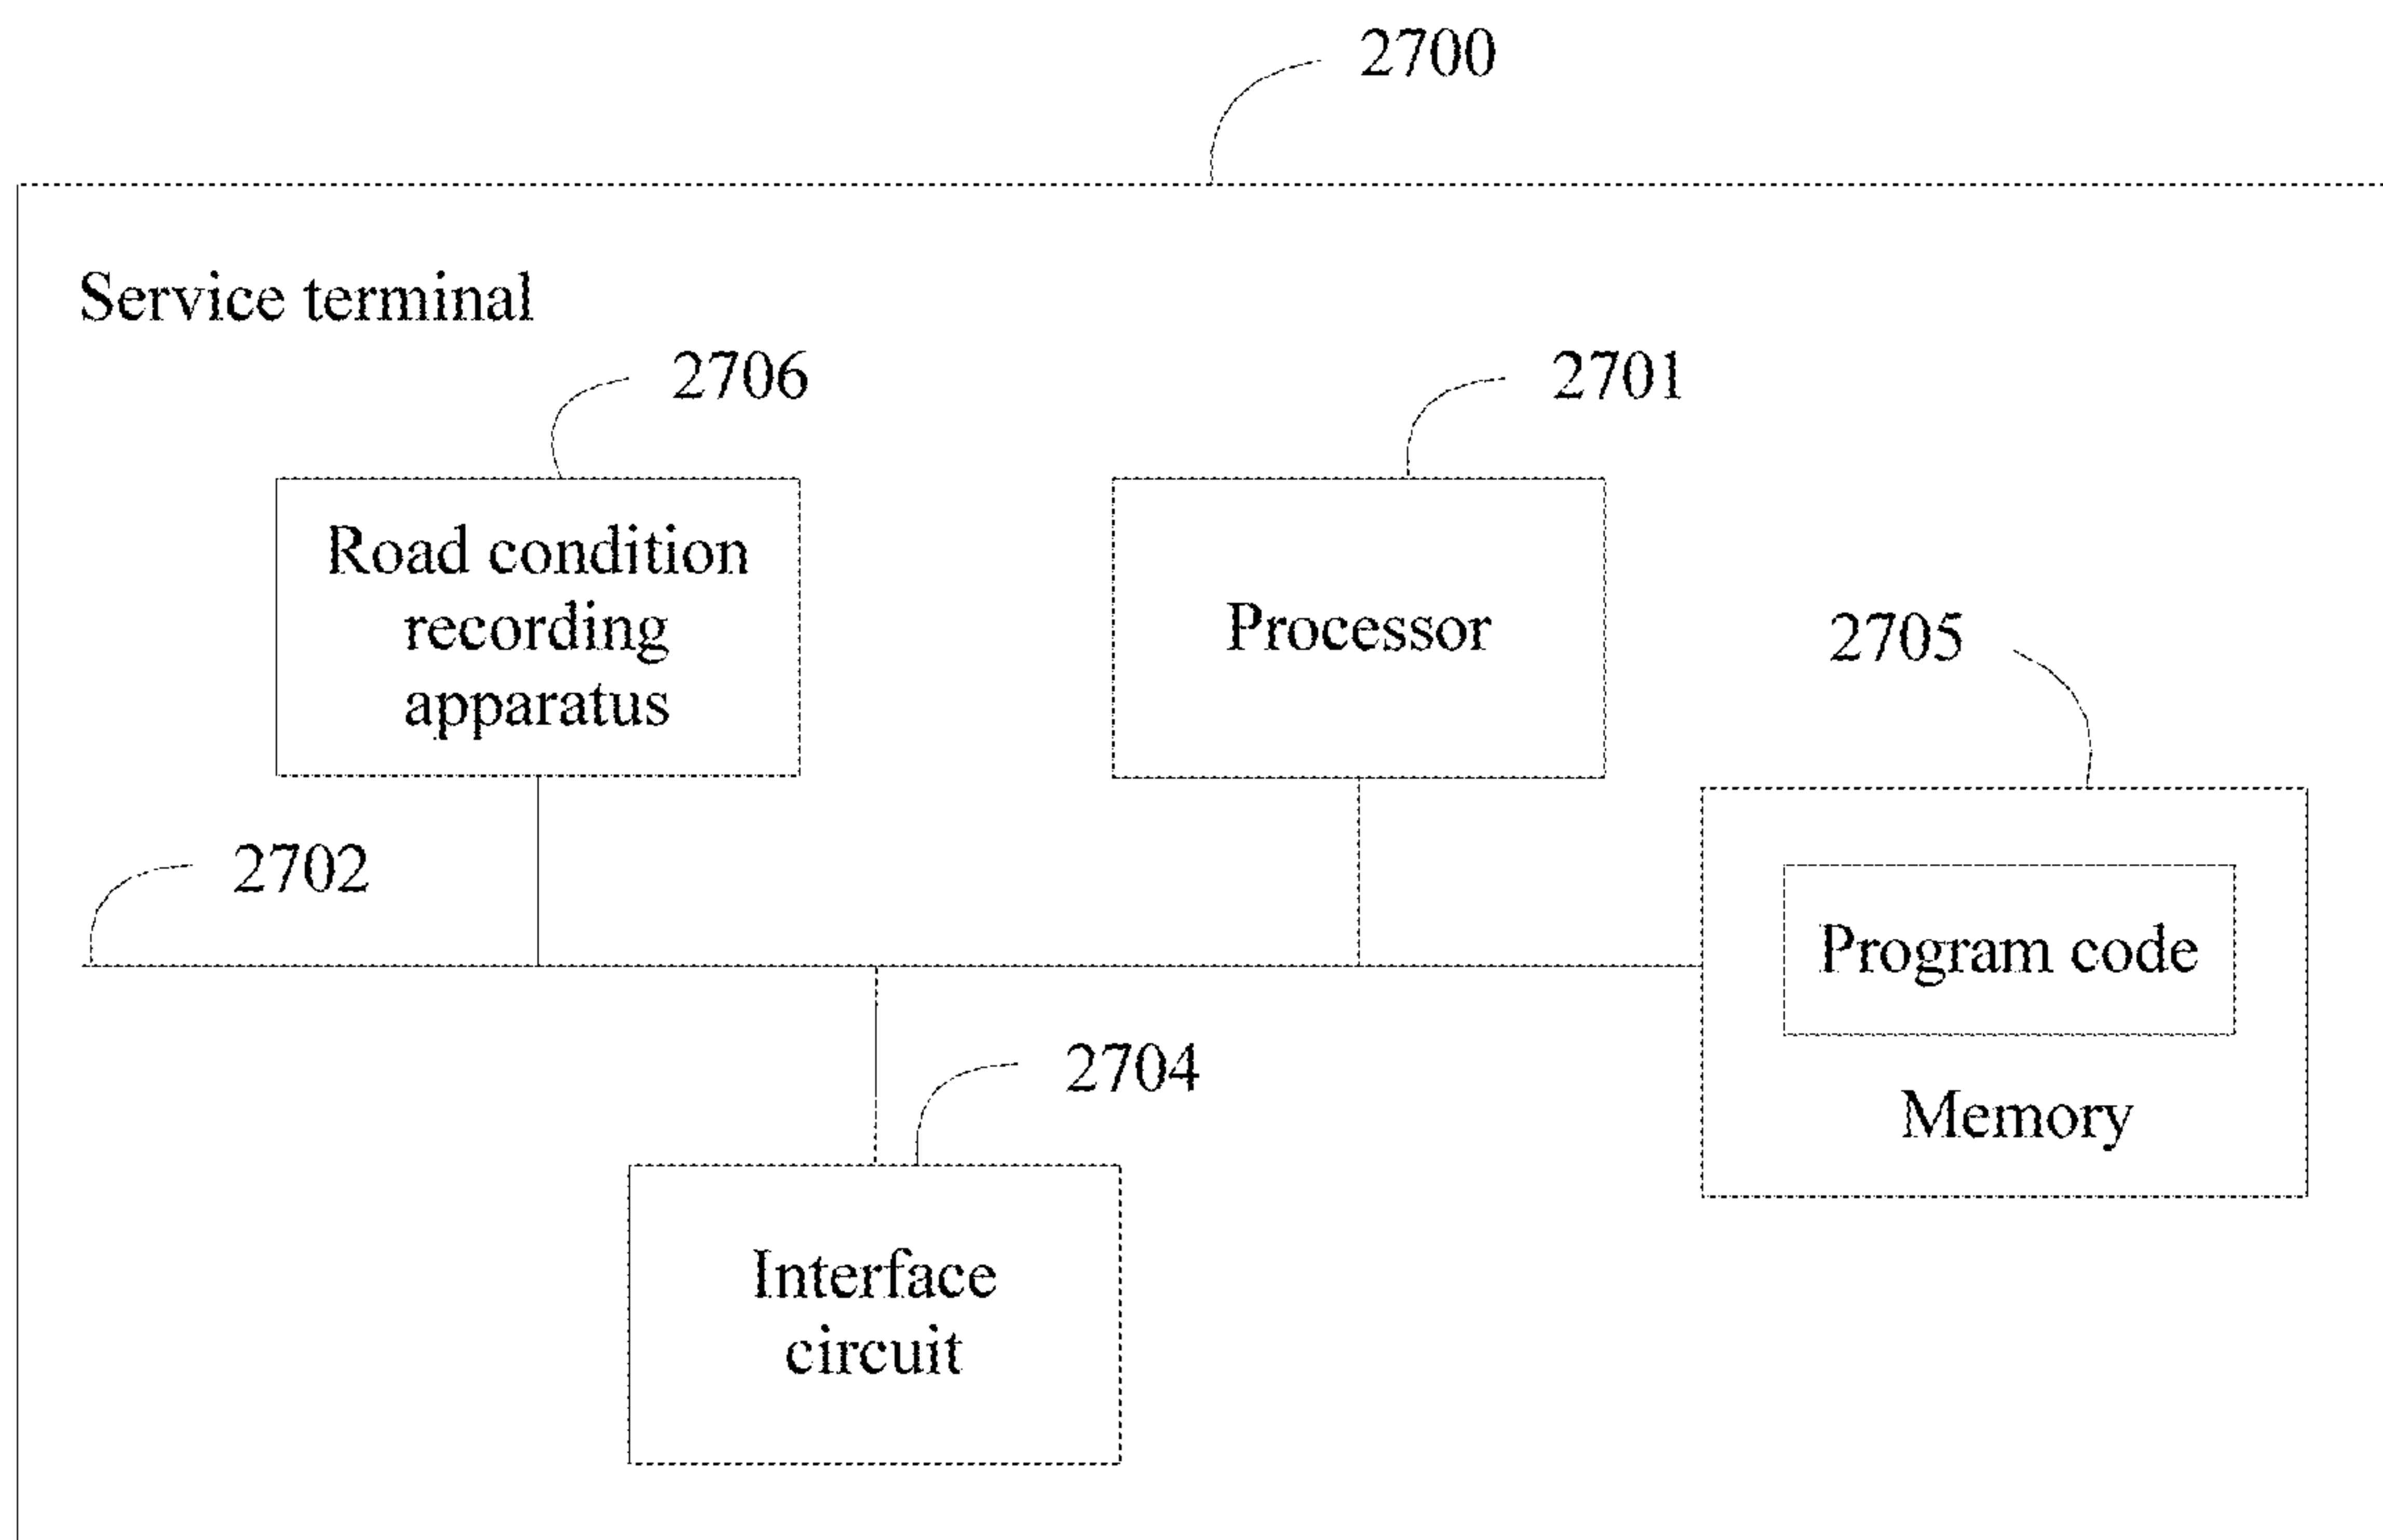 2700
Service terminal
2706
2701
Road condition
recording
apparatus
Processor
2705
2702
Program code
Memory
2704
Interface
circuit